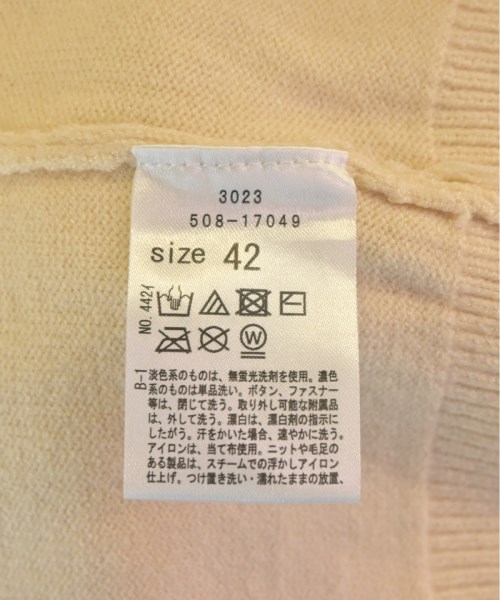 3023
508-17049
size 42
W
NO. 442イ
B-1
淡色系のものは、無蛍光洗剤を使用。濃色
系のものは単品洗い。ボタン、ファスナー
等は、閉じて洗う。取り外し可能な附属品
は、外して洗う。漂白は、漂白剤の指示に
したがう。汗をかいた場合、速やかに洗う。
アイロンは、当て布使用。ニットや毛足の
ある製品は、スチームでの浮かしアイロン
仕上げ。つけ置き洗い・濡れたままの放置、